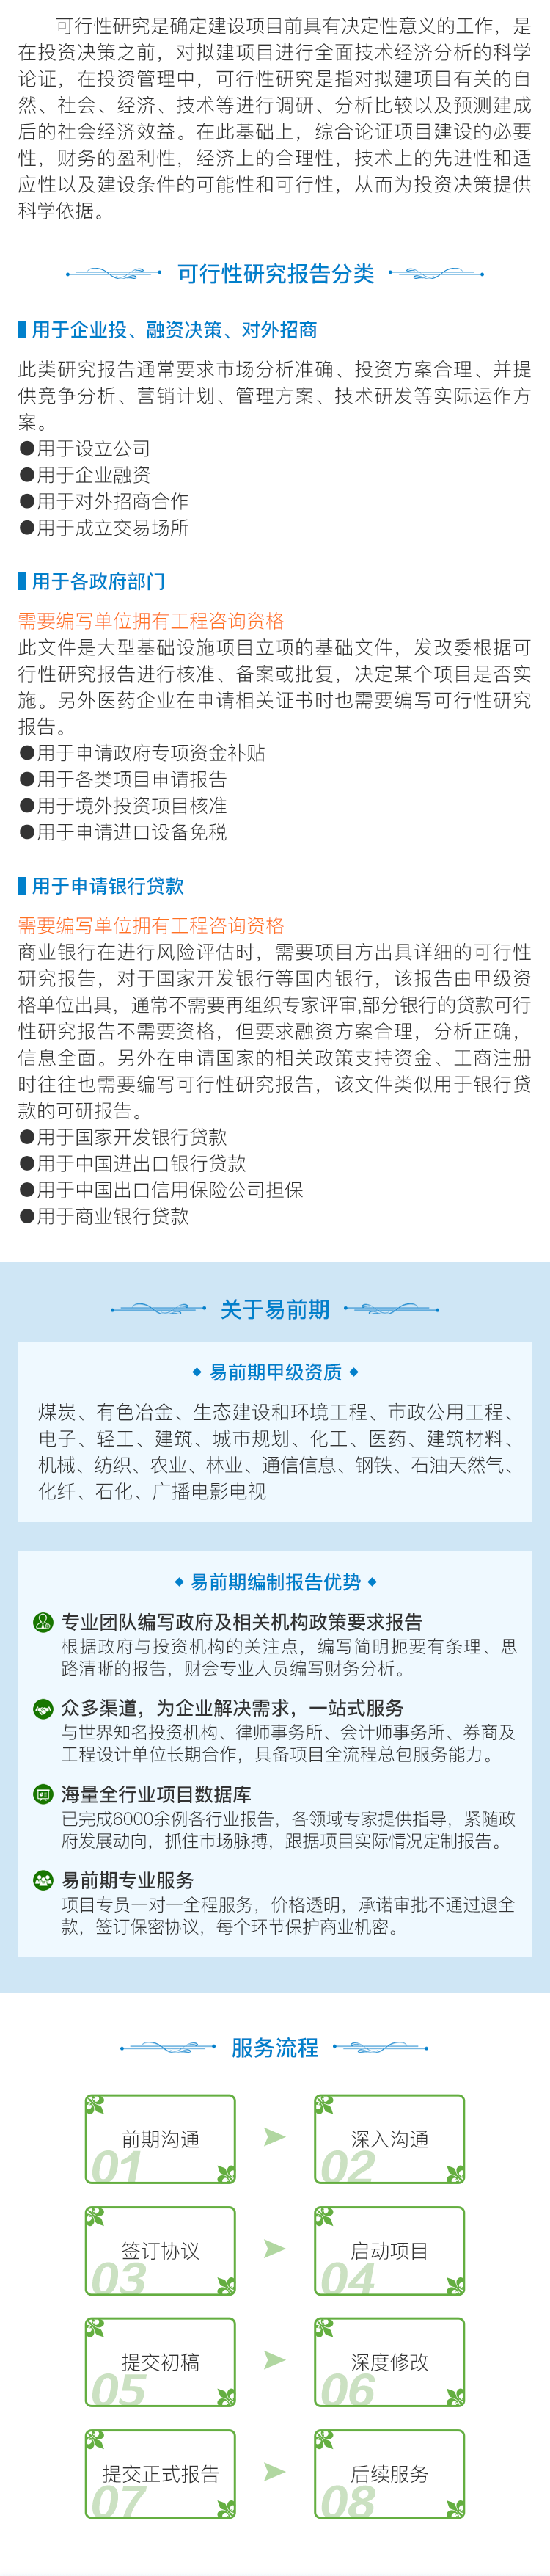 可行性研究是确定建设项目前具有决定性意义的工作，是
在投资决策之前，对拟建项目进行全面技术经济分析的科学
论证，在投资管理中，可行性研究是指对拟建项目有关的自
然、社会、经济、技术等进行调研、分析比较以及预测建成
后的社会经济效益。在此基础上，综合论证项目建设的必要
性，财务的盈利性，经济上的合理性，技术上的先进性和适
应性以及建设条件的可能性和可行性，从而为投资决策提供
科学依据。
可行性研究报告分类
用于企业投、融资决策、对外招商
此类研究报告通常要求市场分析准确、投资方案合理、并提
供竞争分析、营销计划、管理方案、技术研发等实际运作方
案。
●用于设立公司
●用于企业融资
●用于对外招商合作
●用于成立交易场所
用于各政府部门
需要编写单位拥有工程咨询资格
此文件是大型基础设施项目立项的基础文件，发改委根据可
行性研究报告进行核准、备案或批复，决定某个项目是否实
施。另外医药企业在申请相关证书时也需要编写可行性研究
报告。
●用于申请政府专项资金补贴
●用于各类项目申请报告
●用于境外投资项目核准
●用于申请进口设备免税
用于申请银行贷款
需要编写单位拥有工程咨询资格
商业银行在进行风险评估时，需要项目方出具详细的可行性
研究报告，对于国家开发银行等国内银行，该报告由甲级资
格单位出具，通常不需要再组织专家评审,部分银行的贷款可行
性研究报告不需要资格，但要求融资方案合理，分析正确，
信息全面。另外在申请国家的相关政策支持资金、工商注册
时往往也需要编写可行性研究报告，该文件类似用于银行贷
款的可研报告。
●用于国家开发银行贷款
●用于中国进出口银行贷款
●用于中国出口信用保险公司担保
●用于商业银行贷款
关于易前期
易前期甲级资质
煤炭、有色冶金、生态建设和环境工程、市政公用工程、
电子、轻工、建筑、城市规划、化工、医药、建筑材料、
机械、纺织、农业、林业、通信信息、钢铁、石油天然气、
化纤、石化、广播电影电视
易前期编制报告优势
专业团队编写政府及相关机构政策要求报告
根据政府与投资机构的关注点，编写简明扼要有条理、思
路清晰的报告，财会专业人员编写财务分析。
众多渠道，为企业解决需求，一站式服务
与世界知名投资机构、律师事务所、会计师事务所、券商及
工程设计单位长期合作，具备项目全流程总包服务能力。
海量全行业项目数据库
已完成6000余例各行业报告，各领域专家提供指导，紧随政
府发展动向，抓住市场脉搏，跟据项目实际情况定制报告。
易前期专业服务
项目专员一对一全程服务，价格透明，承诺审批不通过退全
款，签订保密协议，每个环节保护商业机密。
服务流程
前期沟通
01
深入沟通
02
签订协议
03
启动项目
04
提交初稿
05
深度修改
06
提交正式报告
07
后续服务
08